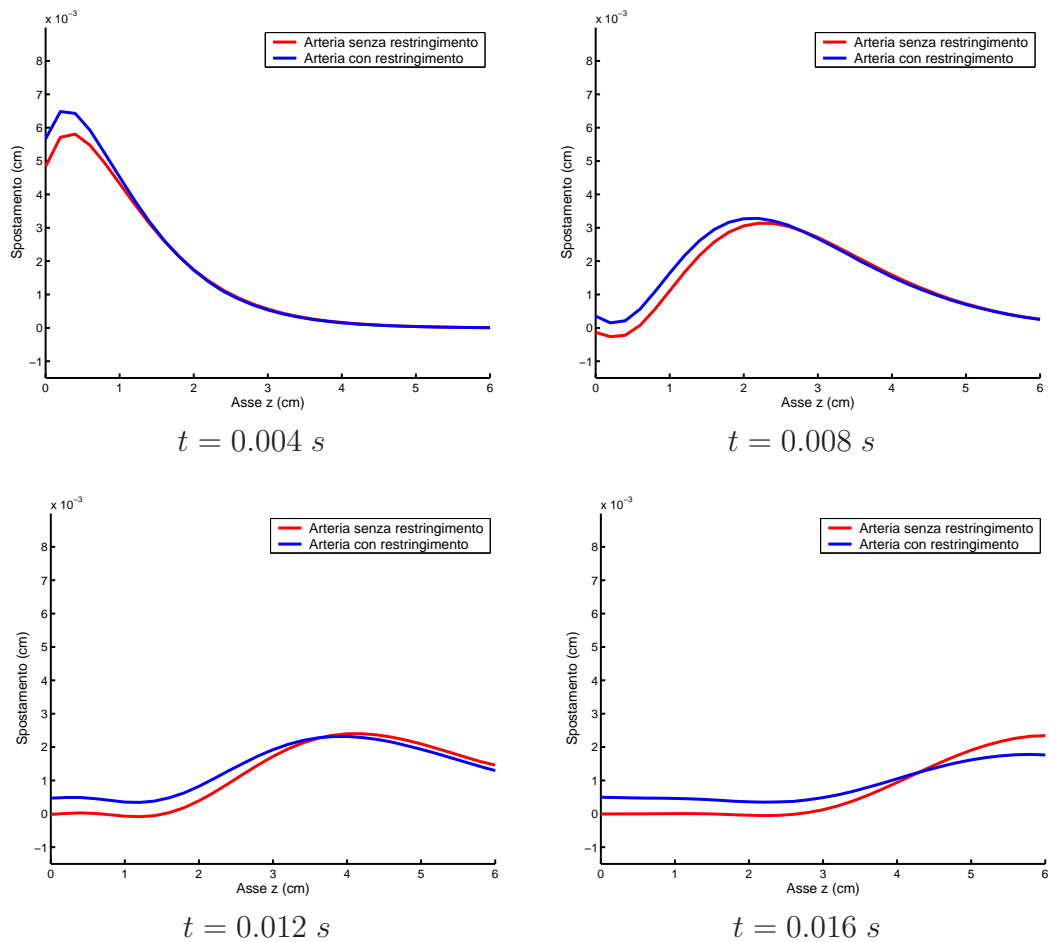 x 10⁻³
Arteria senza restringimento
Arteria con restringimento
Spostamento (cm)
8
7
6
5
4
3
2
1
0
−1
0 1 2 3 4 5 6
Asse z (cm)
t = 0.004 s
x 10⁻³
Arteria senza restringimento
Arteria con restringimento
Spostamento (cm)
8
7
6
5
4
3
2
1
0
−1
0 1 2 3 4 5 6
Asse z (cm)
t = 0.008 s
x 10⁻³
Arteria senza restringimento
Arteria con restringimento
Spostamento (cm)
8
7
6
5
4
3
2
1
0
−1
0 1 2 3 4 5 6
Asse z (cm)
t = 0.012 s
x 10⁻³
Arteria senza restringimento
Arteria con restringimento
Spostamento (cm)
8
7
6
5
4
3
2
1
0
−1
0 1 2 3 4 5 6
Asse z (cm)
t = 0.016 s